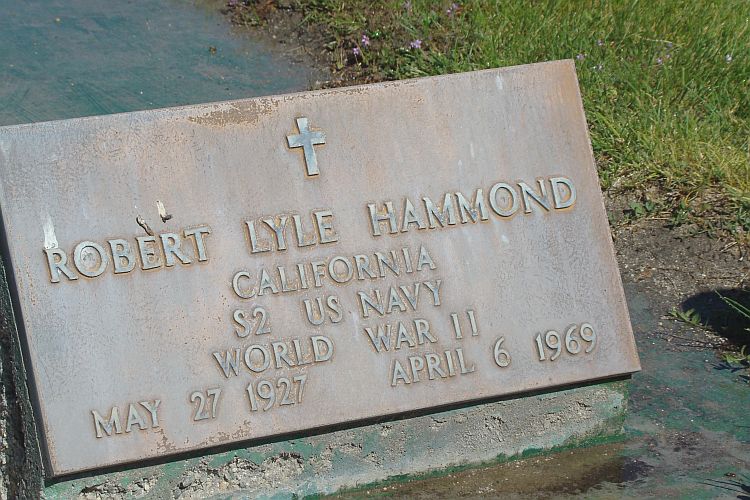 ROBERT LYLE HAMMOND
CALIFORNIA
S2 US NAVY
WORLD WAR II
MAY 27 1927 APRIL 6 1969